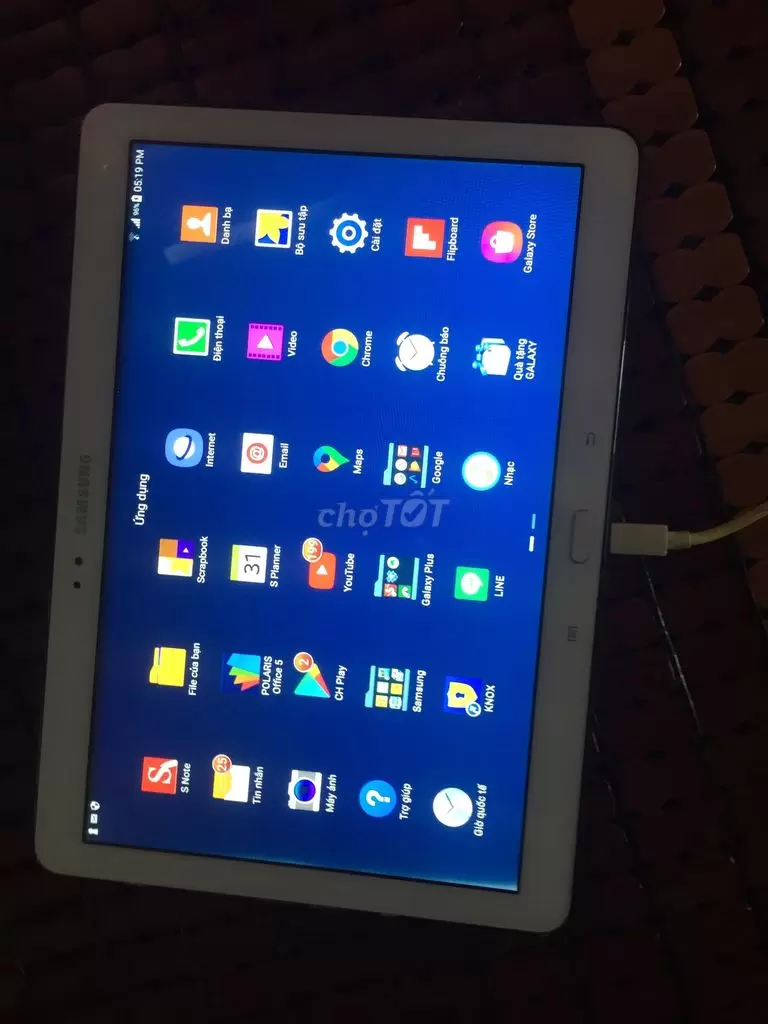 SAMSUNG
96% 05:19 PM
Ứng dụng
S Note
File của bạn
Scrapbook
Internet
Điện thoại
Danh bạ
25
Tin nhắn
POLARIS
Office 5
31
S Planner
Email
Video
Bộ sưu tập
Máy ảnh
2
CH Play
199
YouTube
Maps
Chrome
Cài đặt
Trợ giúp
Samsung
Galaxy Plus
Google
Chuông báo
Flipboard
Giờ quốc tế
KNOX
LINE
Nhạc
Quà tặng
GALAXY
Galaxy Store
chợTỐT